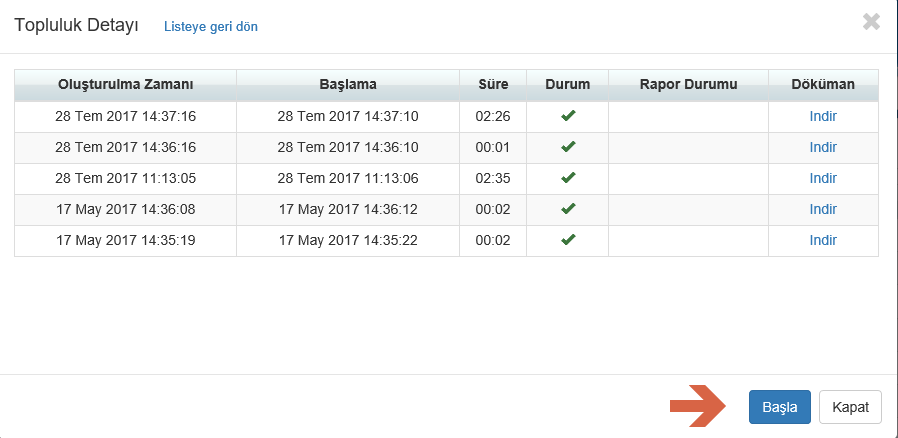 Topluluk Detayı Listeye geri dön
Oluşturulma Zamanı Başlama Süre Durum Rapor Durumu Döküman
28 Tem 2017 14:37:16 28 Tem 2017 14:37:10 02:26 Indir
28 Tem 2017 14:36:16 28 Tem 2017 14:36:10 00:01 Indir
28 Tem 2017 11:13:05 28 Tem 2017 11:13:06 02:35 Indir
17 May 2017 14:36:08 17 May 2017 14:36:12 00:02 Indir
17 May 2017 14:35:19 17 May 2017 14:35:22 00:02 Indir
Başla Kapat